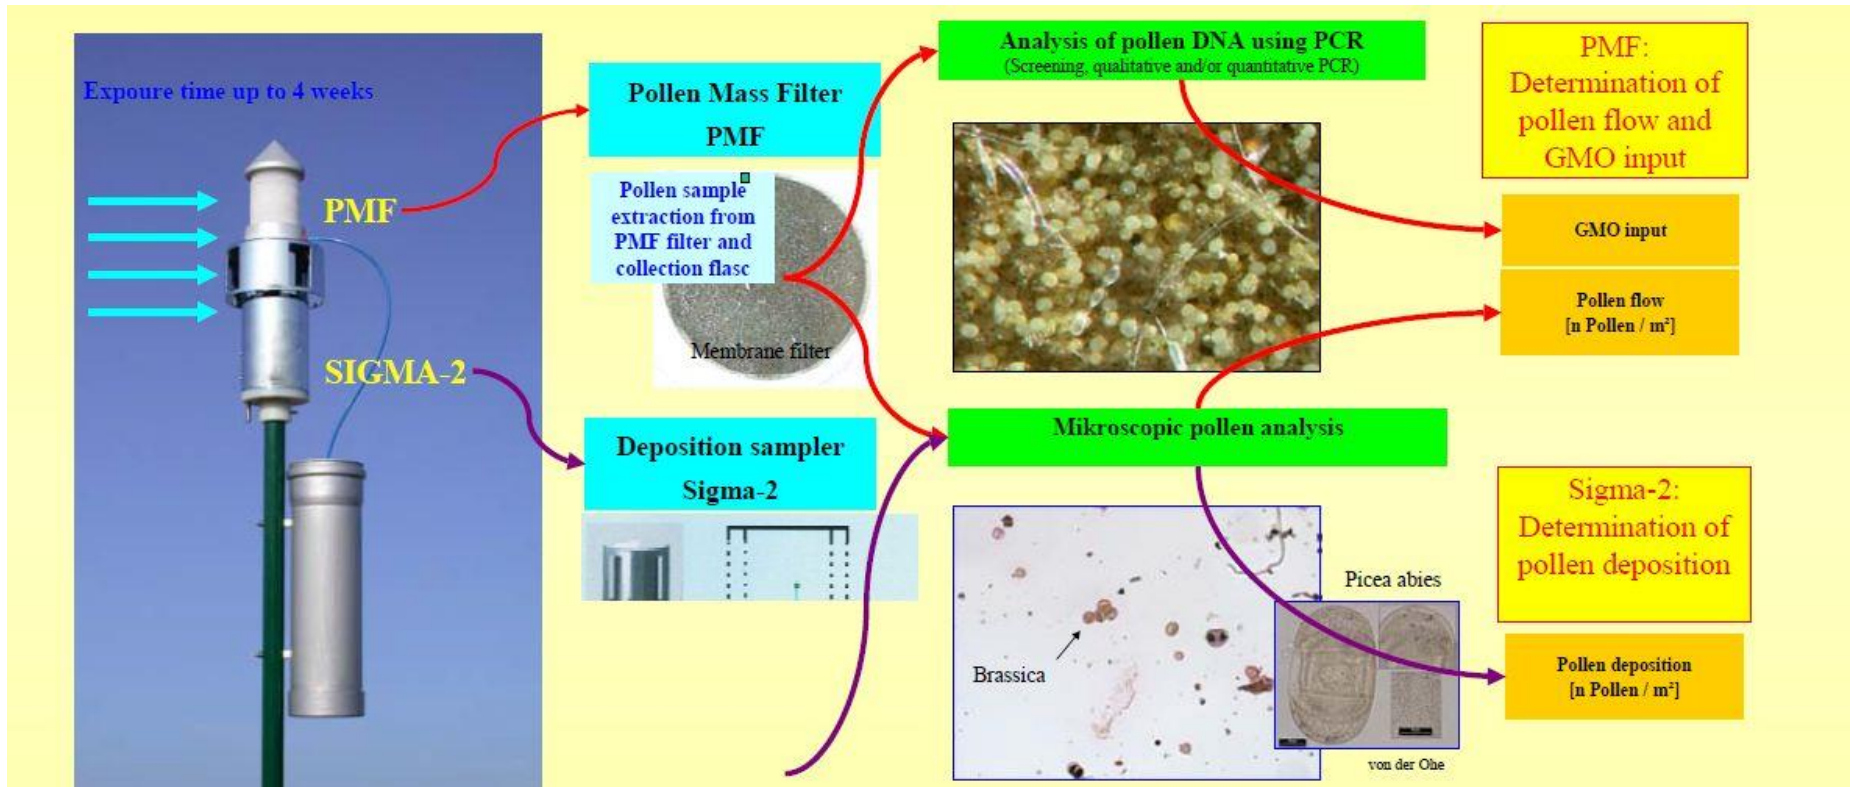 Expoure time up to 4 weeks
PMF
SIGMA-2
Pollen Mass Filter
PMF
Pollen sample
extraction from
PMF filter and
collection flasc
Membrane filter
Deposition sampler
Sigma-2
Analysis of pollen DNA using PCR
(Screening, qualitative and/or quantitative PCR)
Mikroscopic pollen analysis
Brassica
Picea abies
von der Ohe
PMF:
Determination of
pollen flow and
GMO input
GMO input
Pollen flow
[n Pollen / m²]
Sigma-2:
Determination of
pollen deposition
Pollen deposition
[n Pollen / m²]